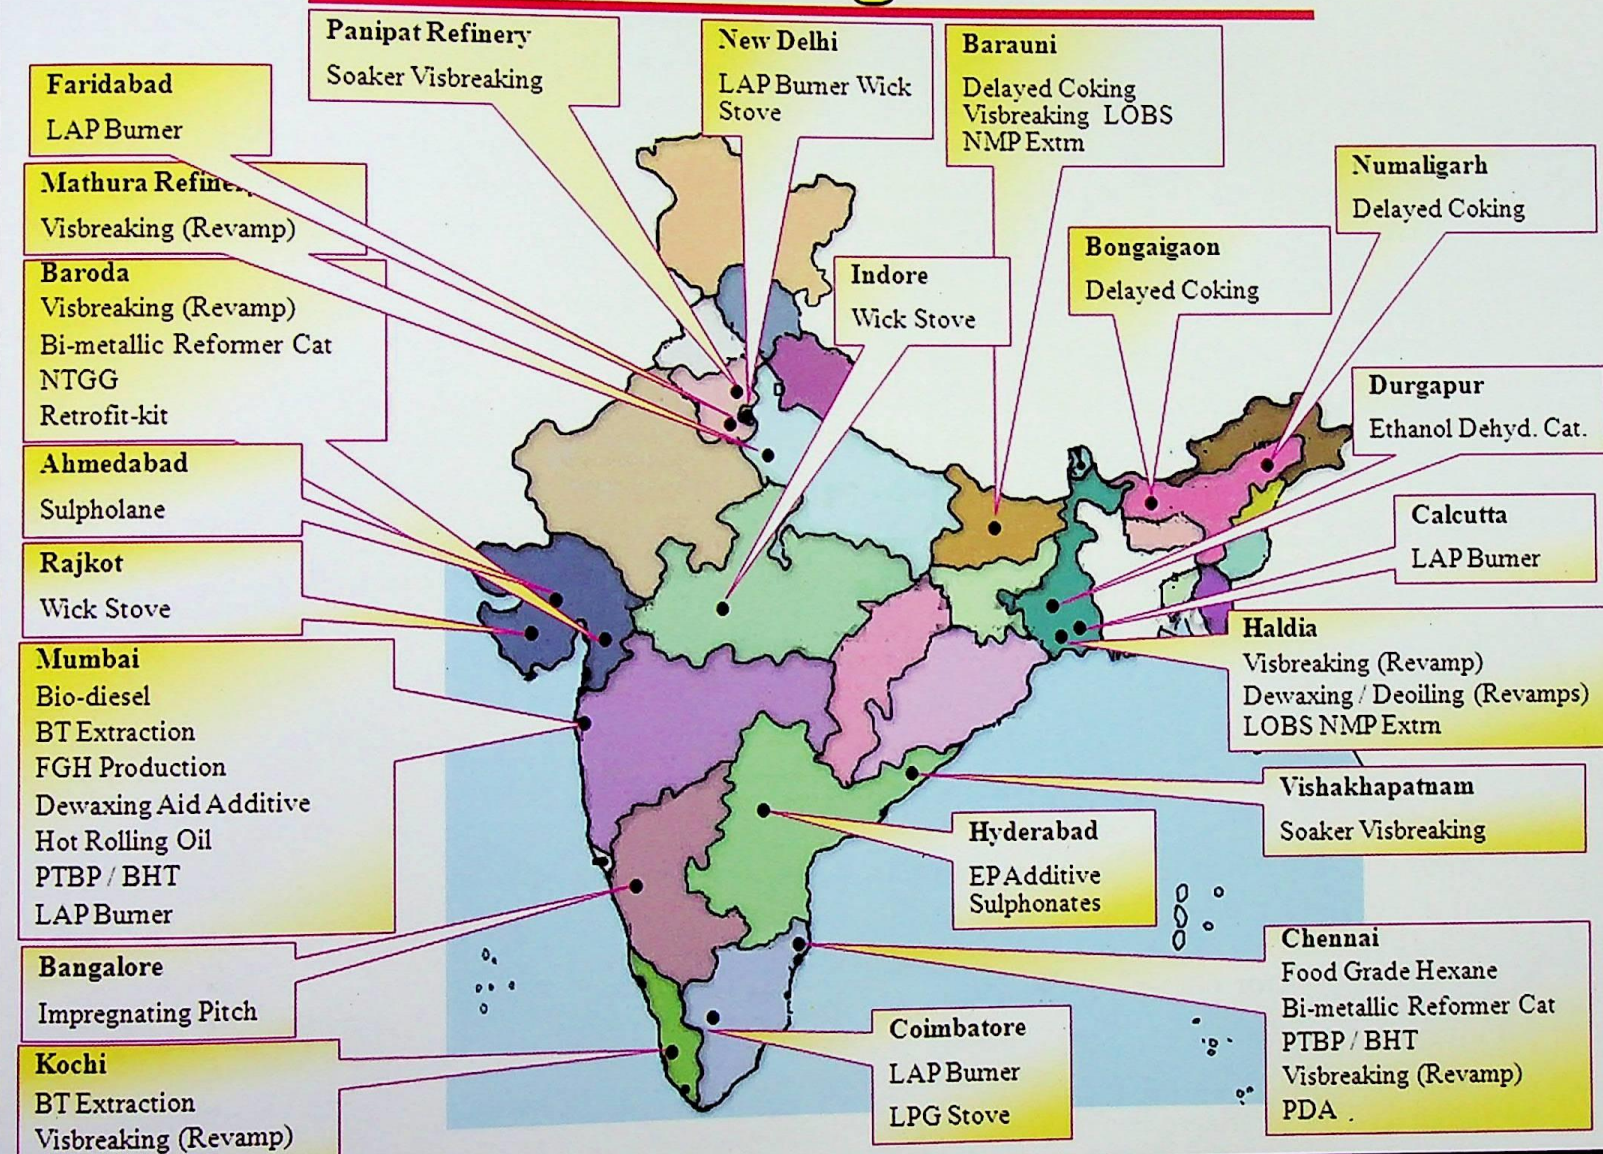 Panipat Refinery
Soaker Visbreaking
New Delhi
LAP Burner Wick
Stove
Barauni
Delayed Coking
Visbreaking LOBS
NMP Extrn
Faridabad
LAP Burner
Numaligarh
Delayed Coking
Mathura
Visbreaking (Revamp)
Bongaigaon
Delayed Coking
Baroda
Visbreaking (Revamp)
Bi-metallic Reformer Cat
NTGG
Retrofit-kit
Indore
Wick Stove
Durgapur
Ethanol Dehyd. Cat.
Ahmedabad
Sulpholane
Calcutta
LAP Burner
Rajkot
Wick Stove
Haldia
Visbreaking (Revamp)
Dewaxing / Deoiling (Revamps)
LOBS NMP Extrn
Mumbai
Bio-diesel
BT Extraction
FGH Production
Dewaxing Aid Additive
Hot Rolling Oil
PTBP / BHT
LAP Burner
Vishakhapatnam
Soaker Visbreaking
Hyderabad
EP Additive
Sulphonates
Bangalore
Impregnating Pitch
Chennai
Food Grade Hexane
Bi-metallic Reformer Cat
PTBP / BHT
Visbreaking (Revamp)
PDA .
Coimbatore
LAP Burner
LPG Stove
Kochi
BT Extraction
Visbreaking (Revamp)